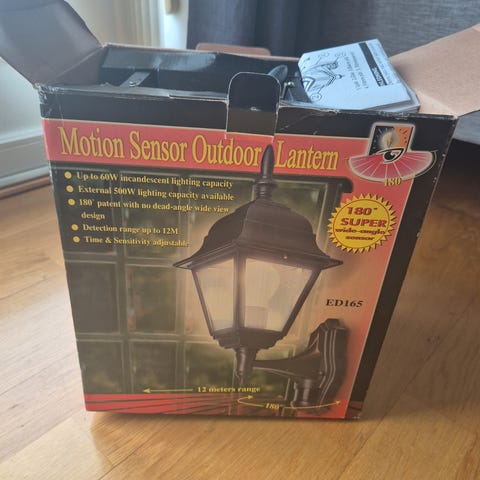 Motion Sensor Outdoor Lantern
• Up to 60W incandescent lighting capacity
• External 500W lighting capacity available
• 180° patent with no dead-angle wide view
design
• Detection range up to 12M
• Time & Sensitivity adjustable
180°
180°
SUPER
wide-angle
sensor
ED165
12 meters range
180°